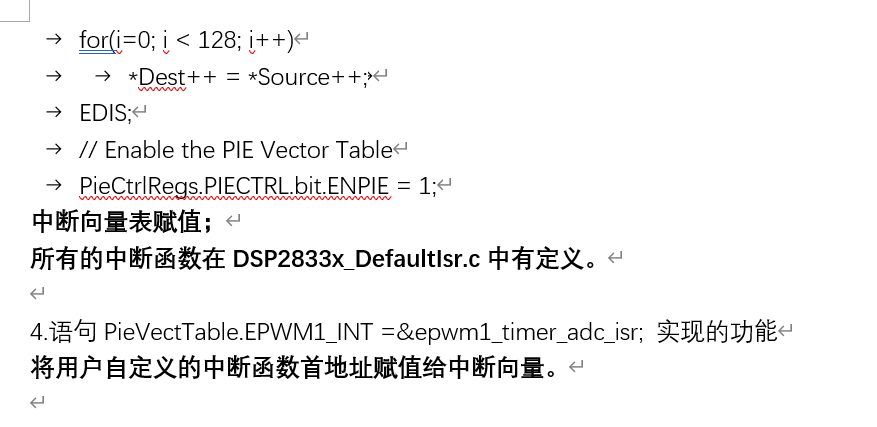 for(i=0; i < 128; i++)
*Dest++ = *Source++;
EDIS;
// Enable the PIE Vector Table
PieCtrlRegs.PIECTRL.bit.ENPIE = 1;
中断向量表赋值；
所有的中断函数在 DSP2833x_DefaultIsr.c 中有定义。
4.语句 PieVectTable.EPWM1_INT =&epwm1_timer_adc_isr; 实现的功能
将用户自定义的中断函数首地址赋值给中断向量。